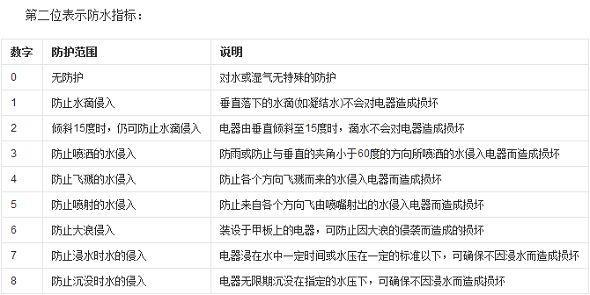 第二位表示防水指标：
数字 防护范围 说明
0 无防护 对水或湿气无特殊的防护
1 防止水滴侵入 垂直落下的水滴(如凝结水)不会对电器造成损坏
2 倾斜15度时，仍可防止水滴侵入 电器由垂直倾斜至15度时，滴水不会对电器造成损坏
3 防止喷洒的水侵入 防雨或防止与垂直的夹角小于60度的方向所喷洒的水侵入电器而造成损坏
4 防止飞溅的水侵入 防止各个方向飞溅而来的水侵入电器而造成损坏
5 防止喷射的水侵入 防止来自各个方向飞由喷嘴射出的水侵入电器而造成损坏
6 防止大浪侵入 装设于甲板上的电器，可防止因大浪的侵袭而造成的损坏
7 防止浸水时水的侵入 电器浸在水中一定时间或水压在一定的标准以下，可确保不因浸水而造成损坏
8 防止沉没时水的侵入 电器无限期沉没在指定的水压下，可确保不因浸水而造成损坏